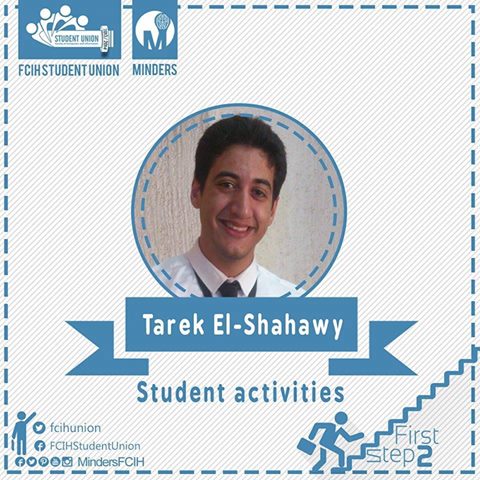 STUDENT UNION
FCIH STUDENT UNION
M
MINDERS
Tarek El-Shahawy
Student activities
fcihunion
FCIHStudentUnion
MindersFCIH
First
step2